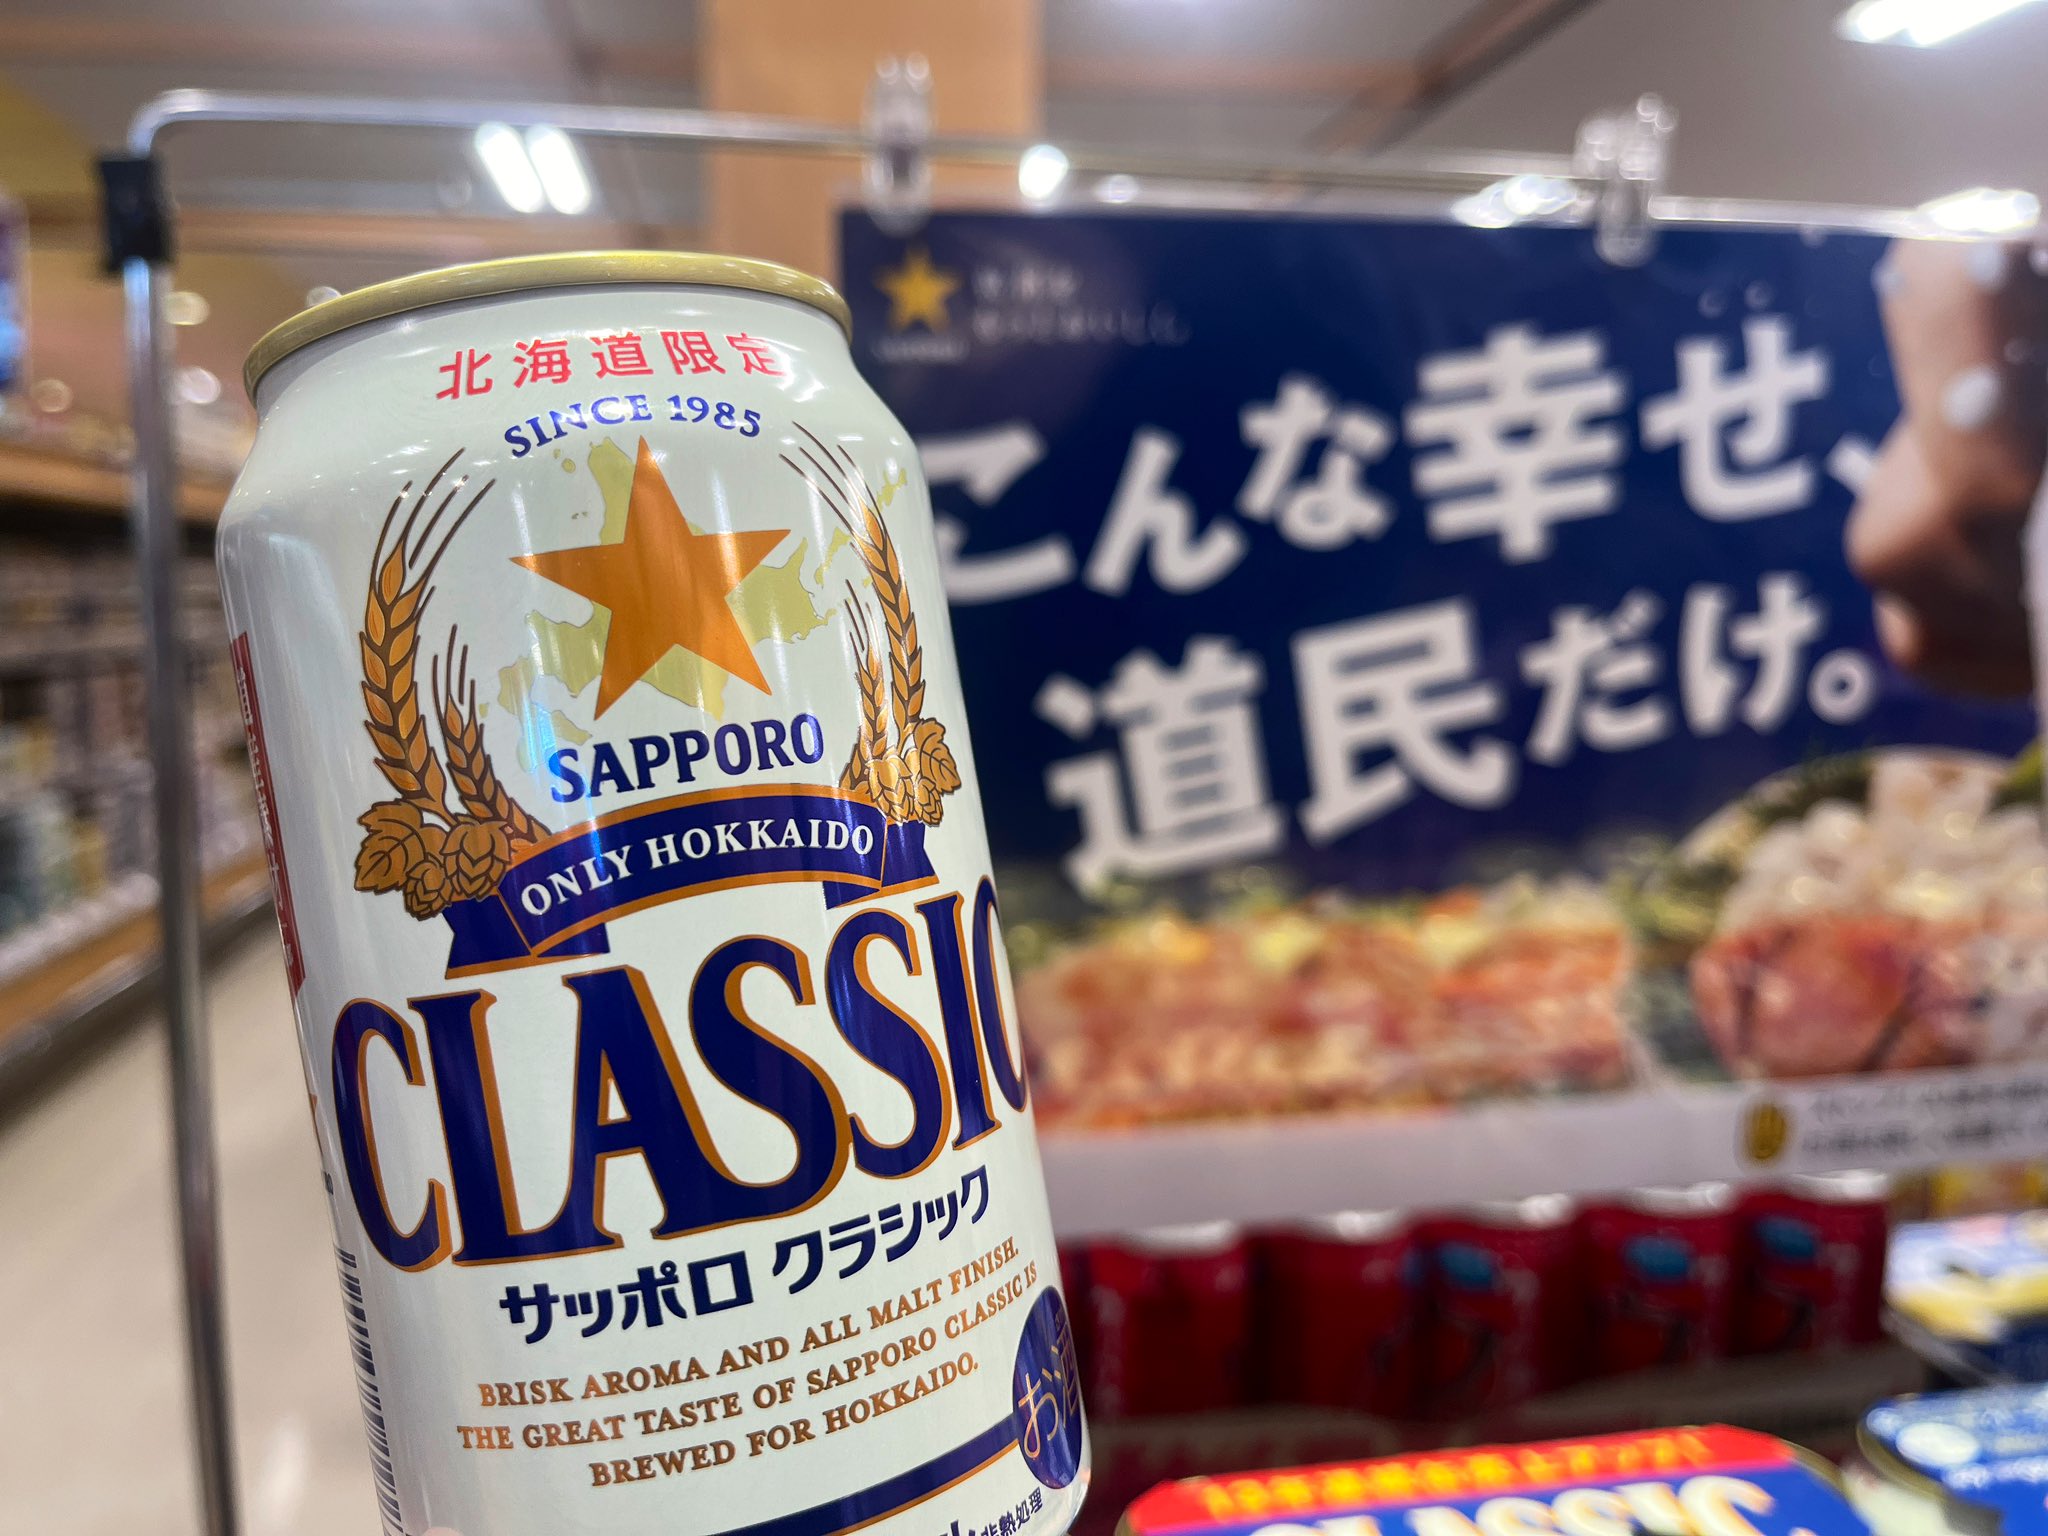 北海道限定
SINCE 1985
SAPPORO
ONLY HOKKAIDO
CLASSIC
サッポロ クラシック
BRISK AROMA AND ALL MALT FINISH.
THE GREAT TASTE OF SAPPORO CLASSIC IS
BREWED FOR HOKKAIDO.
お酒
非熱処理
こんな幸せ、
道民だけ。
CLASSIC